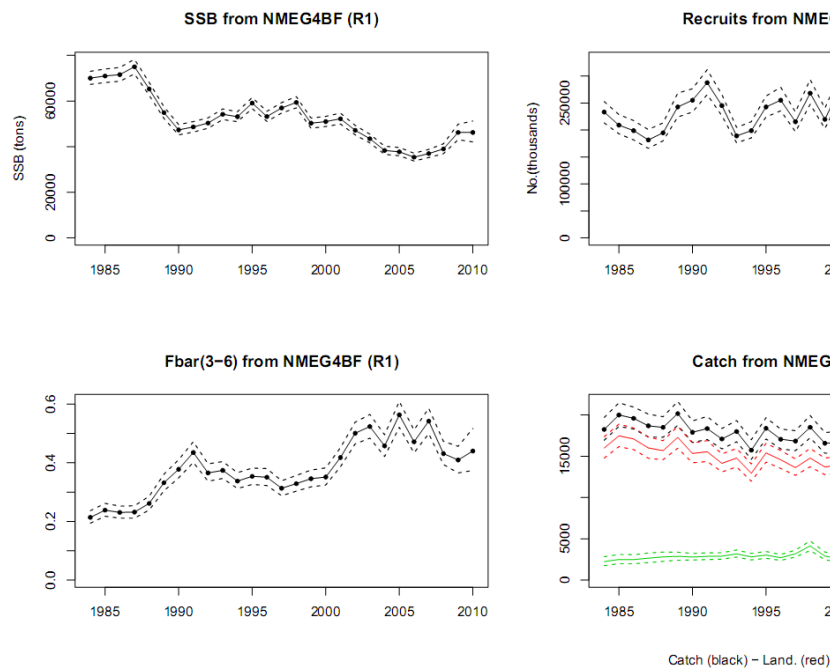 SSB from NMEG4BF (R1)
SSB (tons)
0 20000 60000
1985 1990 1995 2000 2005 2010
Recruits from NME
No.(thousands)
0 100000 250000
1985 1990 1995 2
Fbar(3−6) from NMEG4BF (R1)
0.0 0.2 0.4 0.6
1985 1990 1995 2000 2005 2010
Catch from NMEG
0 5000 15000
1985 1990 1995 2
Catch (black) − Land. (red)